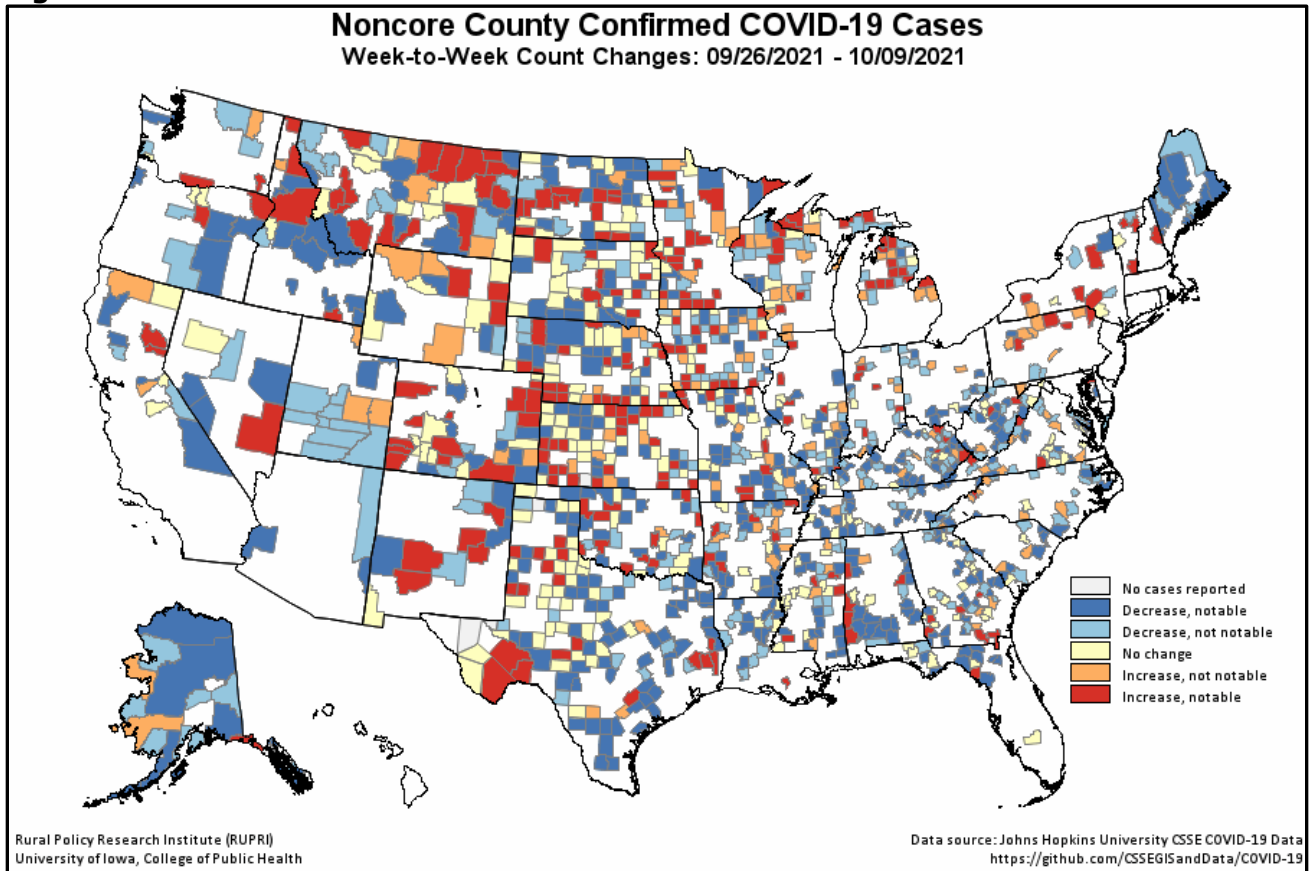 Noncore County Confirmed COVID-19 Cases
Week-to-Week Count Changes: 09/26/2021 - 10/09/2021
No cases reported
Decrease, notable
Decrease, not notable
No change
Increase, not notable
Increase, notable
Rural Policy Research Institute (RUPRI)
University of Iowa, College of Public Health
Data source: Johns Hopkins University CSSE COVID-19 Data
https://github.com/CSSEGISandData/COVID-19